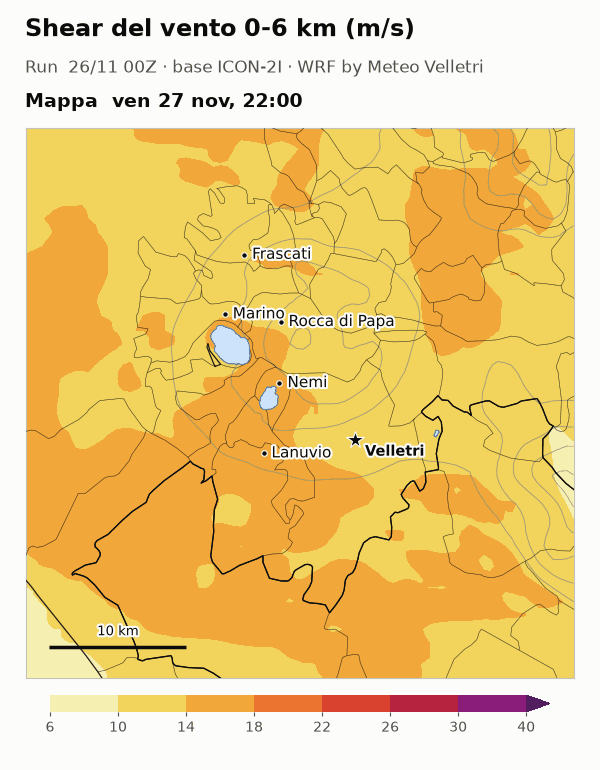 Shear del vento 0-6 km (m/s)
Run  26/11 00Z · base ICON-2I · WRF by Meteo Velletri
Mappa  ven 27 nov, 22:00
Frascati
Marino
Rocca di Papa
Nemi
Velletri
Lanuvio
10 km
6 10 14 18 22 26 30 40